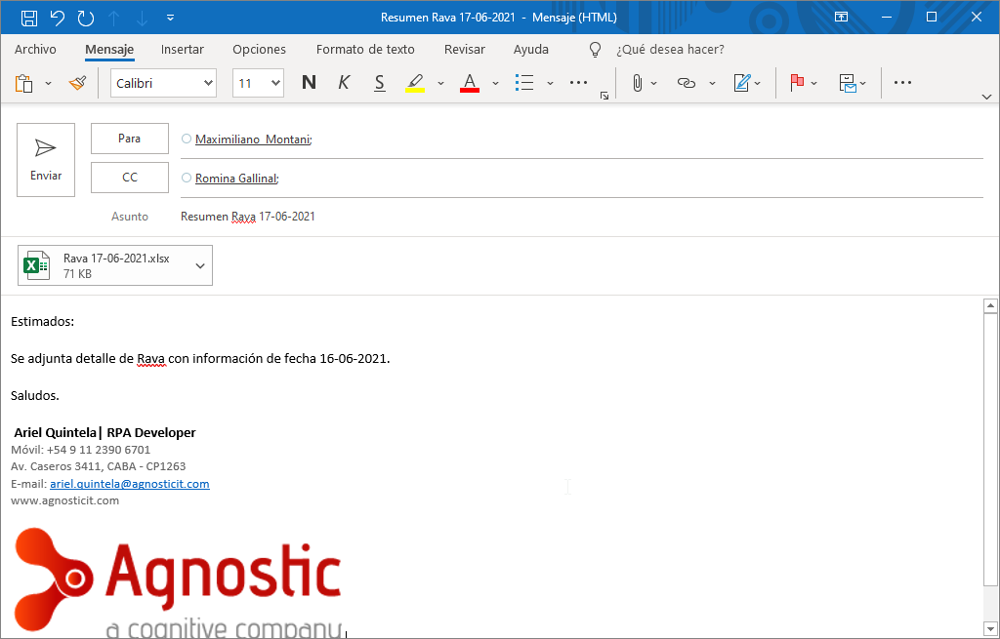 Resumen Rava 17-06-2021 - Mensaje (HTML)
Archivo Mensaje Insertar Opciones Formato de texto Revisar Ayuda ¿Qué desea hacer?
Calibri 11 N K S A
Enviar
Para Maximiliano Montani;
CC Romina Gallinal;
Asunto Resumen Rava 17-06-2021
Rava 17-06-2021.xlsx
71 KB
Estimados:
Se adjunta detalle de Rava con información de fecha 16-06-2021.
Saludos.
Ariel Quintela| RPA Developer
Móvil: +54 9 11 2390 6701
Av. Caseros 3411, CABA - CP1263
E-mail: ariel.quintela@agnosticit.com
www.agnosticit.com
Agnostic
a cognitive company